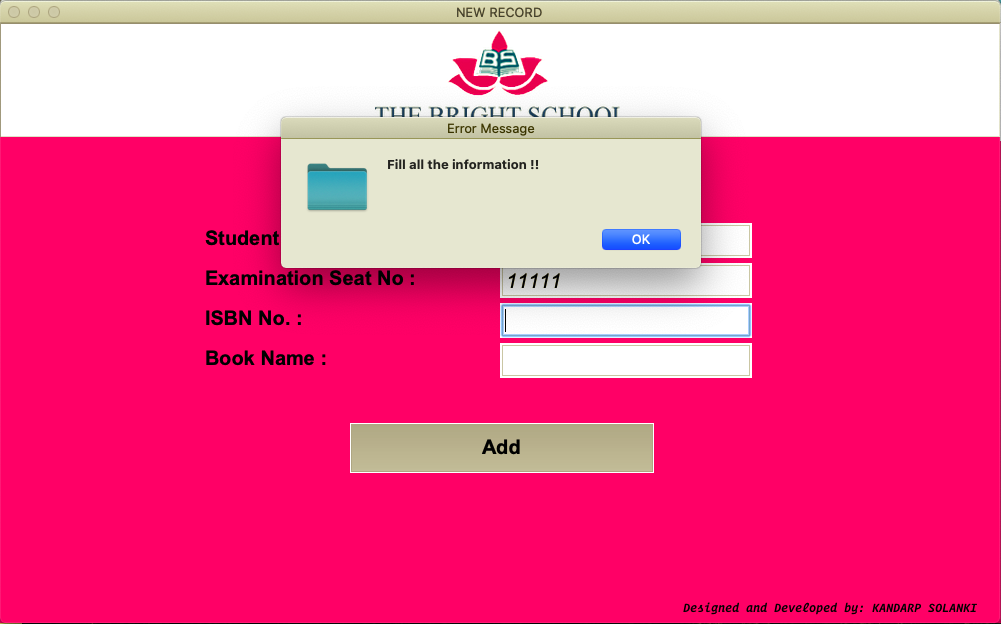 NEW RECORD
BS
THE BRIGHT SCHOOL
Error Message
Fill all the information !!
OK
Student
Examination Seat No :
11111
ISBN No. :
Book Name :
Add
Designed and Developed by: KANDARP SOLANKI